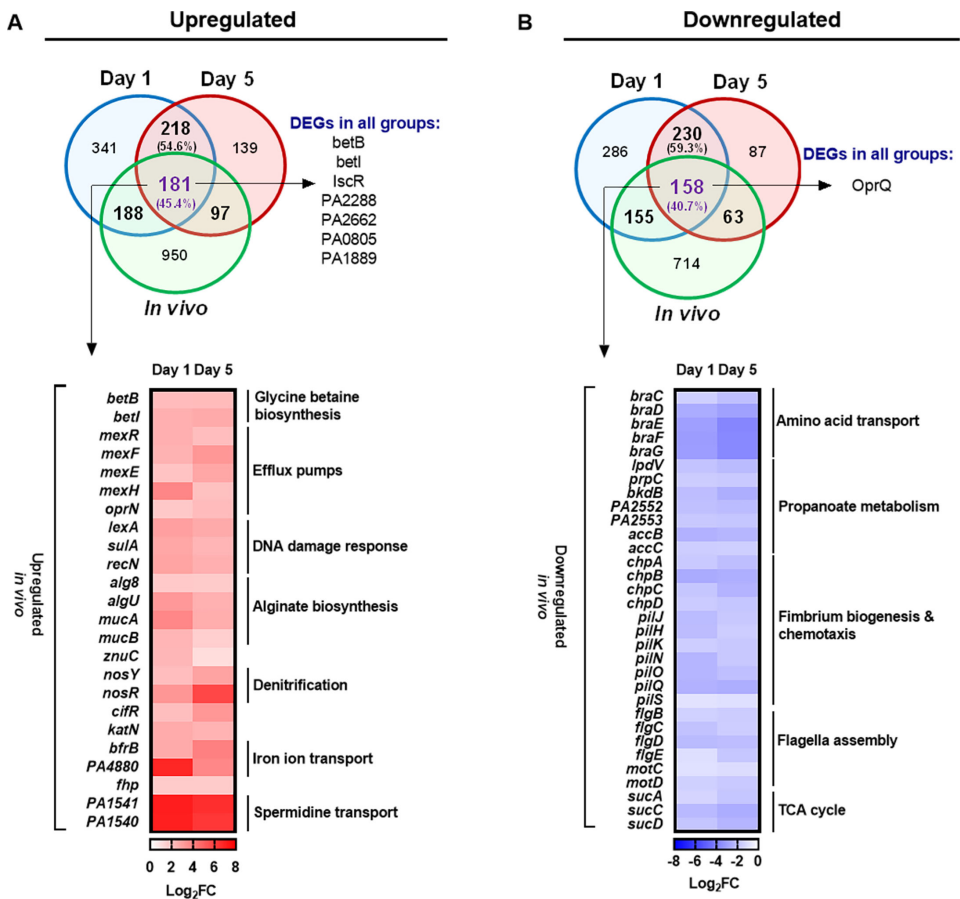 A
Upregulated
Day 1
Day 5
341
218
(54.6%)
139
181
(45.4%)
188
97
950
In vivo
DEGs in all groups:
betB
betI
IscR
PA2288
PA2662
PA0805
PA1889
Day 1 Day 5
Upregulated
in vivo
betB
betI
mexR
mexF
mexE
mexH
oprN
lexA
sulA
recN
alg8
algU
mucA
mucB
znuC
nosY
nosR
cifR
katN
bfrB
PA4880
fhp
PA1541
PA1540
Glycine betaine
biosynthesis
Efflux pumps
DNA damage response
Alginate biosynthesis
Denitrification
Iron ion transport
Spermidine transport
0 2 4 6 8
Log2FC
B
Downregulated
Day 1
Day 5
286
230
(59.3%)
87
158
(40.7%)
155
63
714
In vivo
DEGs in all groups:
OprQ
Day 1 Day 5
Downregulated
in vivo
braC
braD
braE
braF
braG
lpdV
prpC
bkdB
PA2552
PA2553
accB
accC
chpA
chpB
chpC
chpD
pilJ
pilH
pilK
pilN
pilO
pilQ
pilS
flgB
flgC
flgD
flgE
motC
motD
sucA
sucC
sucD
Amino acid transport
Propanoate metabolism
Fimbrium biogenesis &
chemotaxis
Flagella assembly
TCA cycle
-8 -6 -4 -2 0
Log2FC